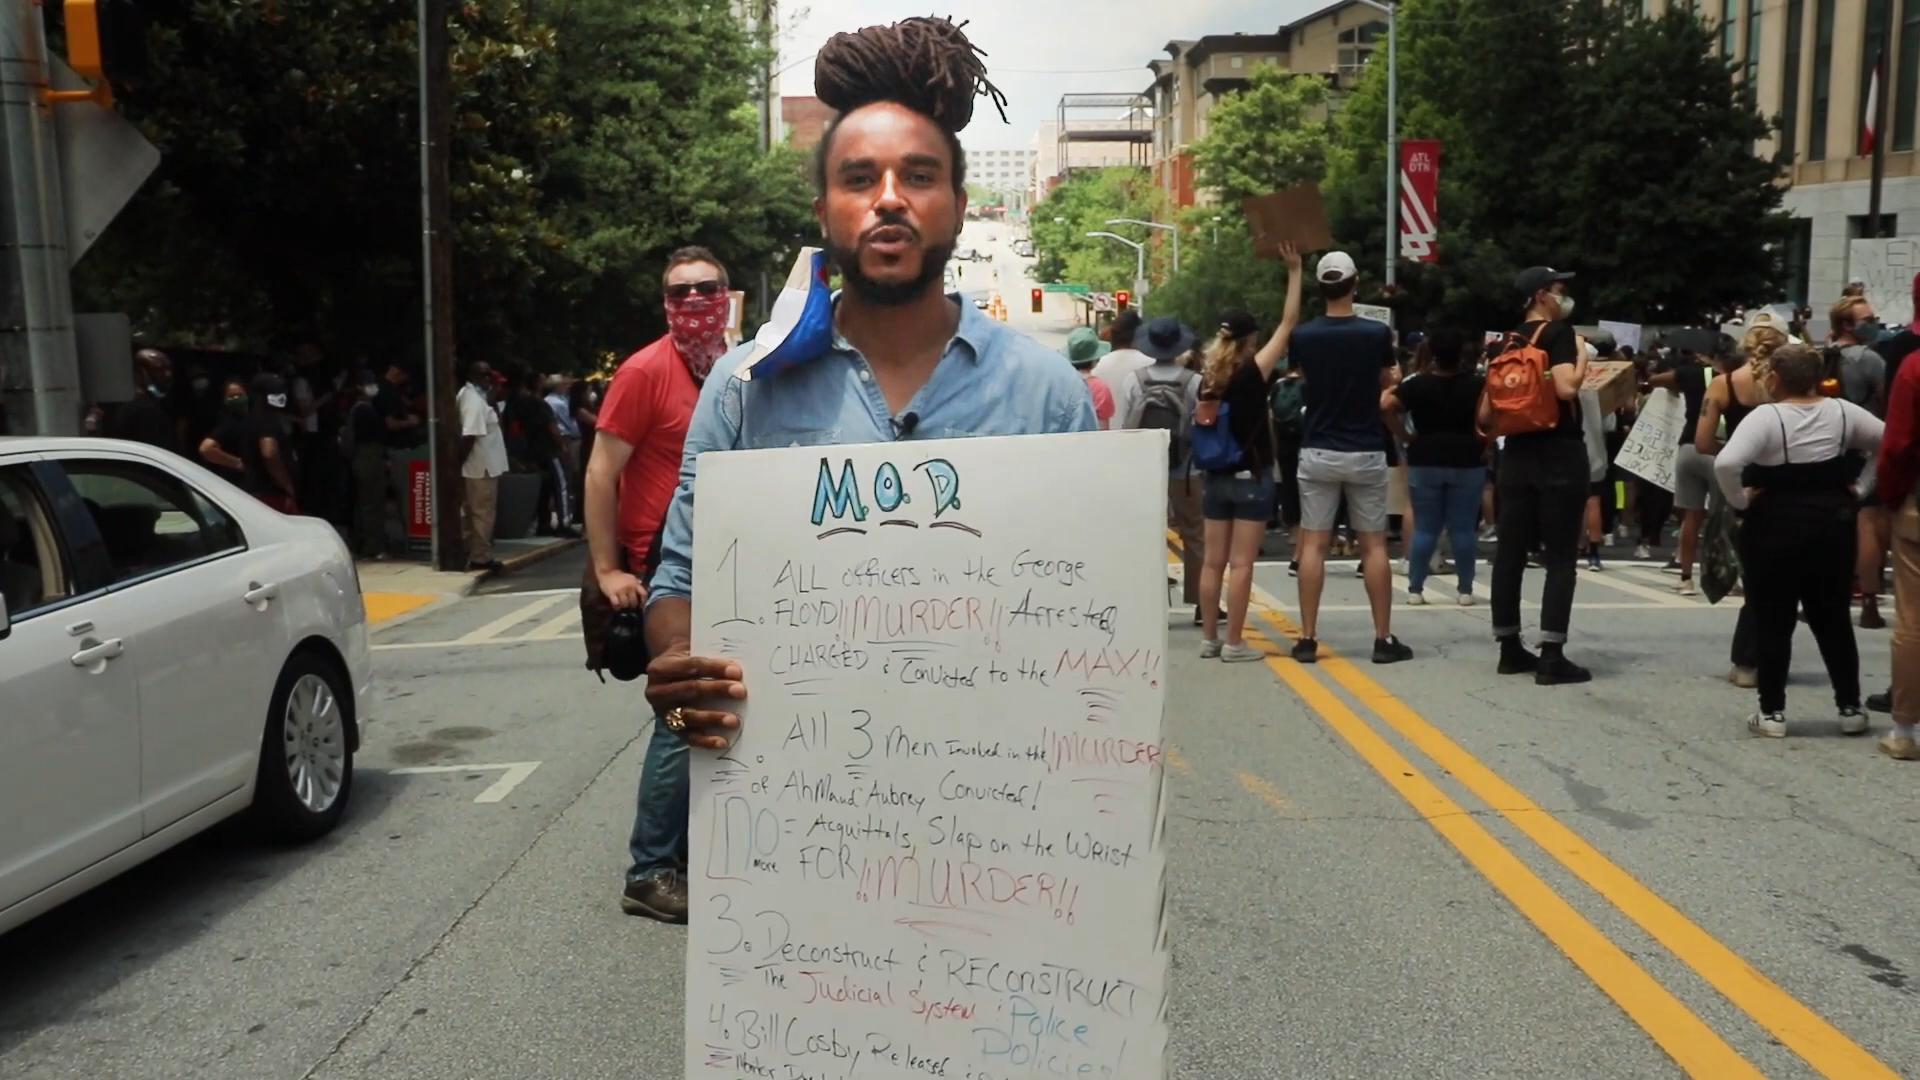 M.O.D.
1. ALL officers in the George
FLOYD!! MURDER!! Arrested,
CHARGED & Convicted to the MAX!!
2. All 3 Men Involved in the !!MURDER
of AhMaud Aubrey Convicted!
NO more = Acquittals, Slap on the Wrist
FOR !!MURDER!!
3. Deconstruct & RECONSTRUCT
The Judicial System & Police
Policies!
4. Bill Cosby Released
ATL
DTN
Hispánico